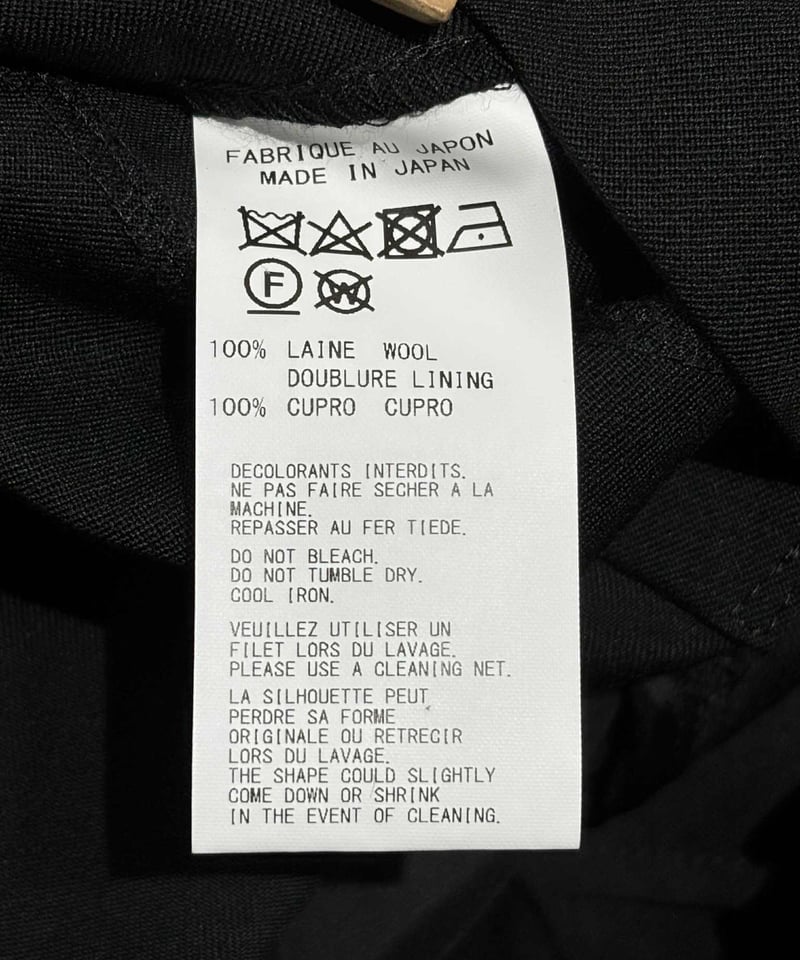 FABRIQUE AU JAPON
MADE IN JAPAN
F W
100% LAINE WOOL
DOUBLURE LINING
100% CUPRO CUPRO
DECOLORANTS INTERDITS.
NE PAS FAIRE SECHER A LA
MACHINE.
REPASSER AU FER TIEDE.
DO NOT BLEACH.
DO NOT TUMBLE DRY.
COOL IRON.
VEUILLEZ UTILISER UN
FILET LORS DU LAVAGE.
PLEASE USE A CLEANING NET.
LA SILHOUETTE PEUT
PERDRE SA FORME
ORIGINALE OU RETRECIR
LORS DU LAVAGE.
THE SHAPE COULD SLIGHTLY
COME DOWN OR SHRINK
IN THE EVENT OF CLEANING.